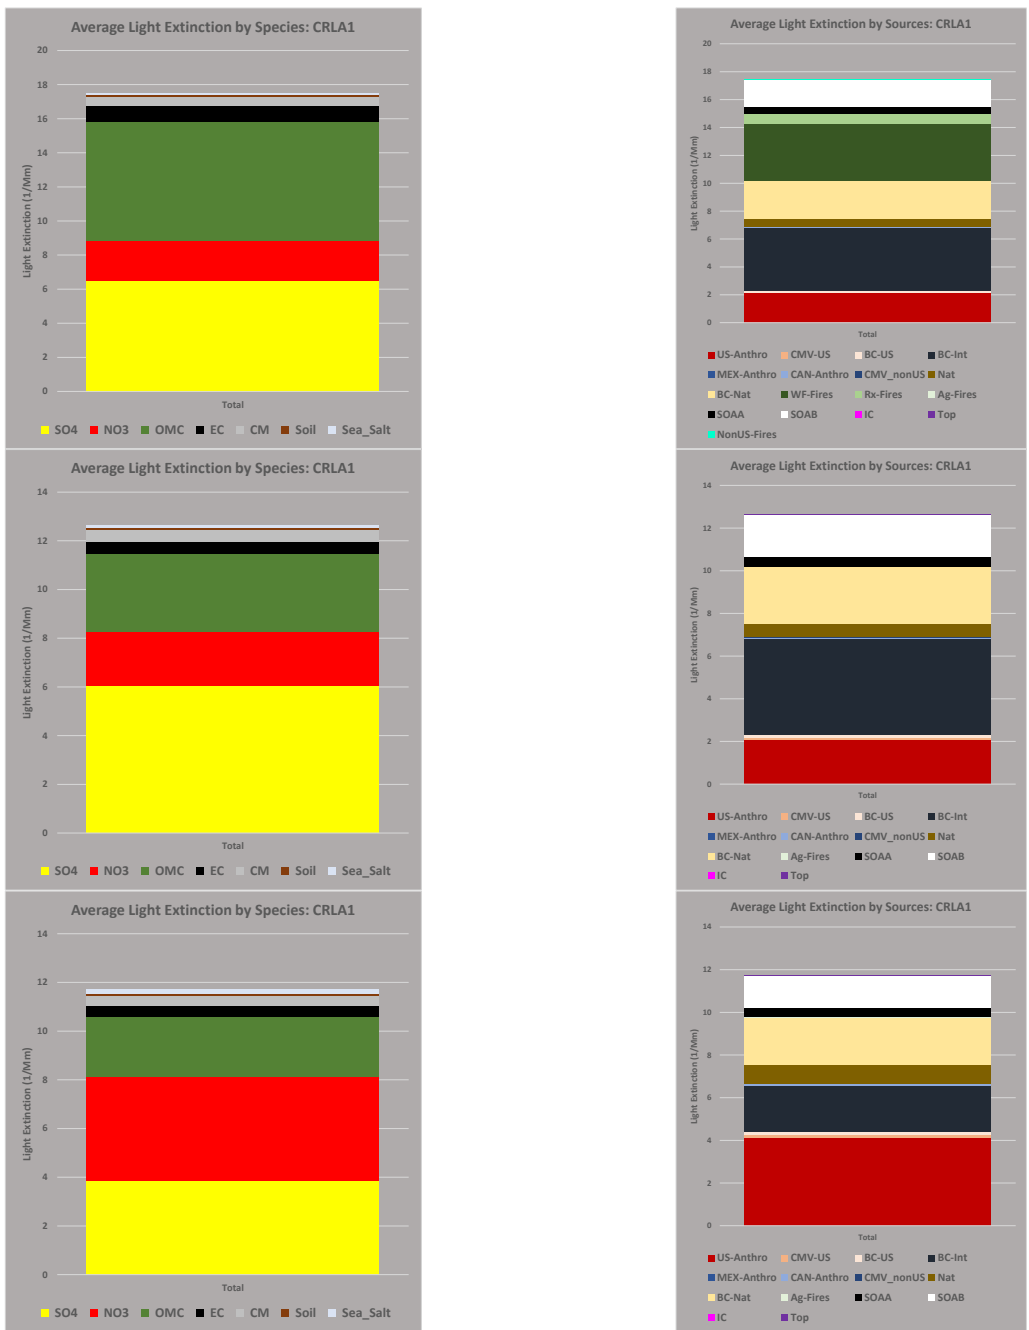 Average Light Extinction by Species: CRLA1
20
18
16
14
12
10
8
6
4
2
0
Light Extinction (1/Mm)
Total
SO4 NO3 OMC EC CM Soil Sea_Salt
Average Light Extinction by Sources: CRLA1
20
18
16
14
12
10
8
6
4
2
0
Light Extinction (1/Mm)
Total
US-Anthro CMV-US BC-US BC-Int
MEX-Anthro CAN-Anthro CMV_nonUS Nat
BC-Nat WF-Fires Rx-Fires Ag-Fires
SOAA SOAB IC Top
NonUS-Fires
Average Light Extinction by Species: CRLA1
14
12
10
8
6
4
2
0
Light Extinction (1/Mm)
Total
SO4 NO3 OMC EC CM Soil Sea_Salt
Average Light Extinction by Sources: CRLA1
14
12
10
8
6
4
2
0
Light Extinction (1/Mm)
Total
US-Anthro CMV-US BC-US BC-Int
MEX-Anthro CAN-Anthro CMV_nonUS Nat
BC-Nat Ag-Fires SOAA SOAB
IC Top
Average Light Extinction by Species: CRLA1
14
12
10
8
6
4
2
0
Light Extinction (1/Mm)
Total
SO4 NO3 OMC EC CM Soil Sea_Salt
Average Light Extinction by Sources: CRLA1
14
12
10
8
6
4
2
0
Light Extinction (1/Mm)
Total
US-Anthro CMV-US BC-US BC-Int
MEX-Anthro CAN-Anthro CMV_nonUS Nat
BC-Nat Ag-Fires SOAA SOAB
IC Top